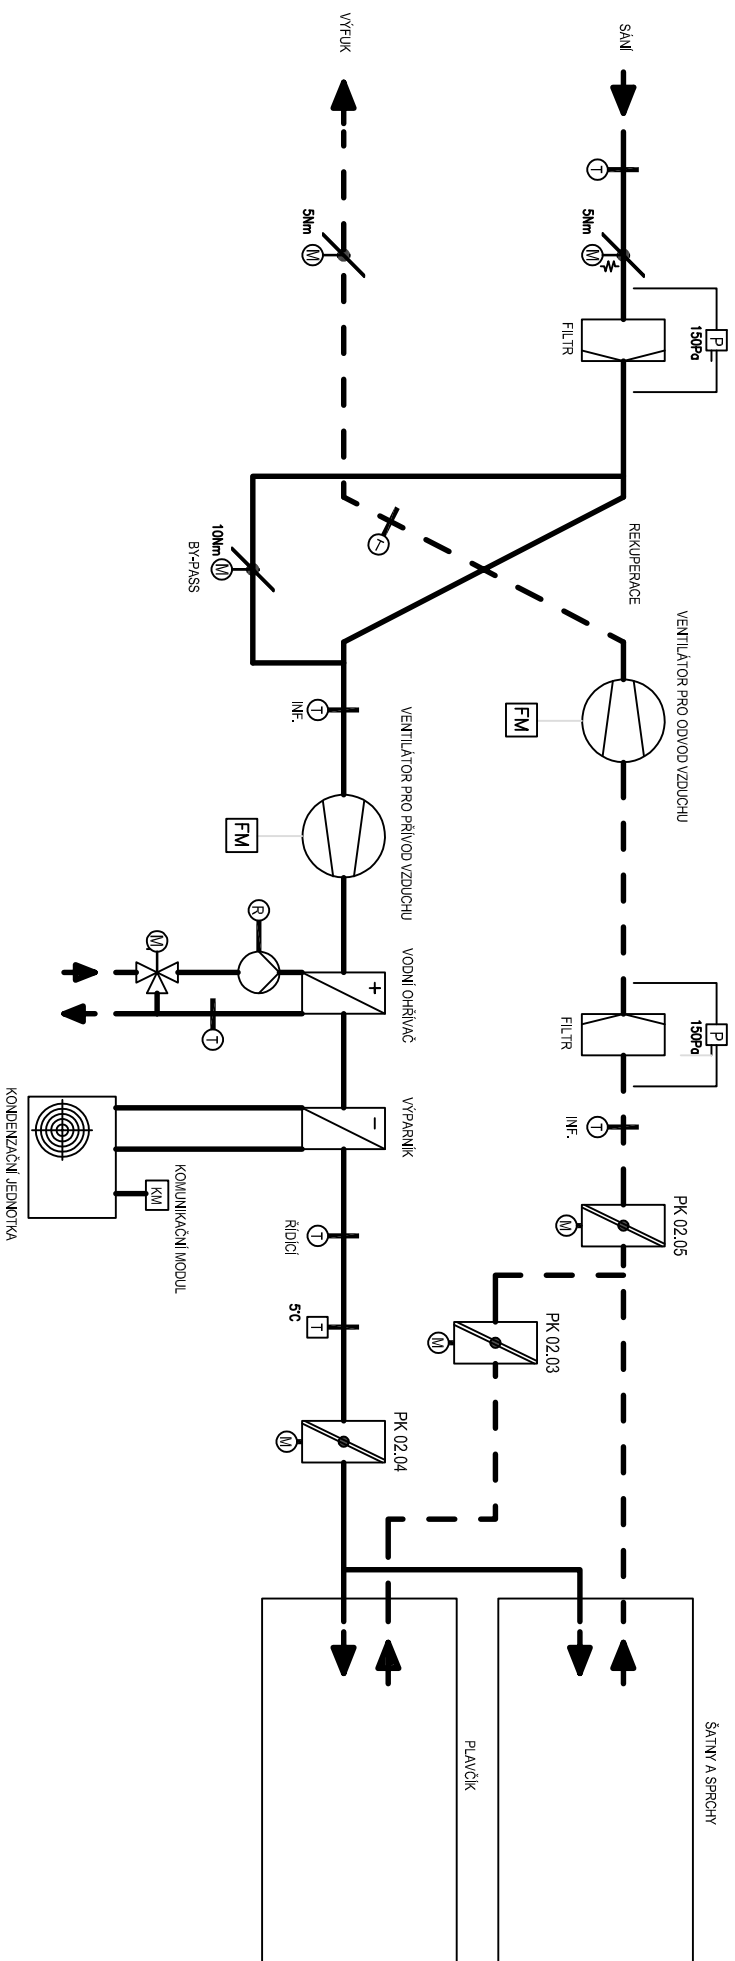 SÁNÍ
T
5Nm
M
FILTR
P
150Pa
REKUPERACE
VÝFUK
5Nm
M
T
10Nm
M
BY-PASS
VENTILÁTOR PRO ODVOD VZDUCHU
FM
FILTR
P
150Pa
INF.
T
PK 02.05
M
PK 02.03
M
INF.
T
VENTILÁTOR PRO PŘÍVOD VZDUCHU
FM
VODNÍ OHŘÍVAČ
+
R
M
T
VÝPARNÍK
–
KONDENZAČNÍ JEDNOTKA
KM
KOMUNIKAČNÍ MODUL
ŘÍDÍCÍ
T
5°C
T
PK 02.04
M
ŠATNY A SPRCHY
PLAVČÍK